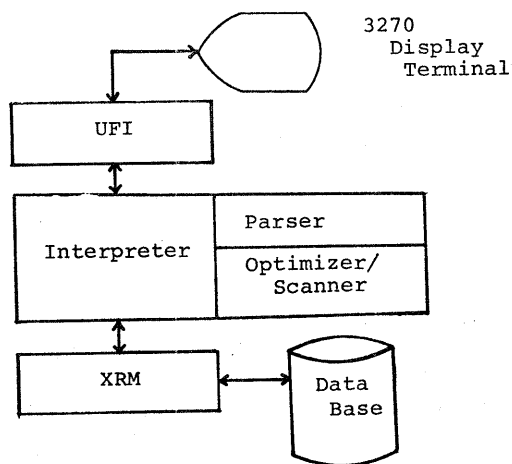 3270
Display
Terminal
UFI
Interpreter
Parser
Optimizer/
Scanner
XRM
Data
Base